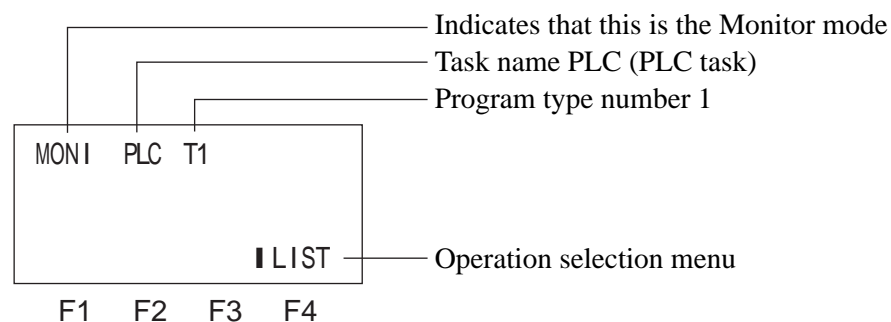 Indicates that this is the Monitor mode
Task name PLC (PLC task)
Program type number 1
MONI PLC T1
LIST
Operation selection menu
F1 F2 F3 F4